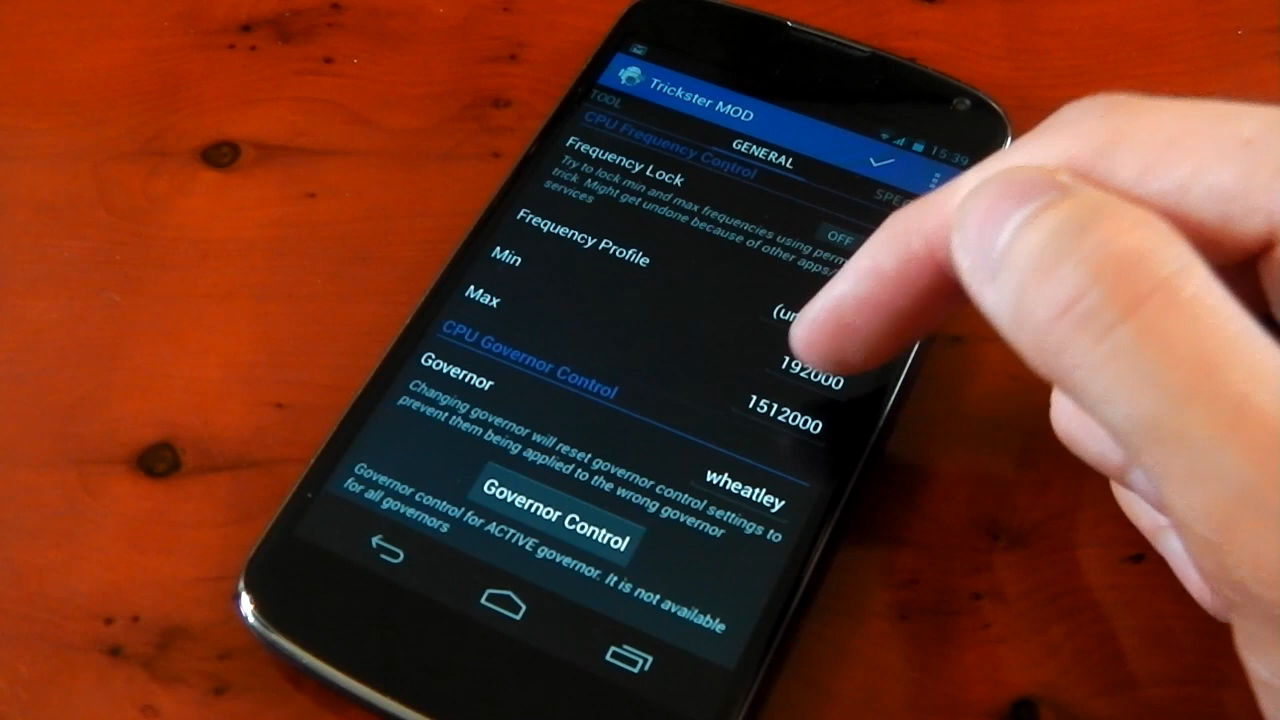 15:39
Trickster MOD
TOOL
GENERAL
CPU Frequency Control
Frequency Lock
Try to lock min and max frequencies using
trick. Might get undone because of other apps/
services
OFF
Frequency Profile
Min
192000
Max
1512000
CPU Governor Control
Governor
wheatley
Changing governor will reset governor control settings to
prevent them being applied to the wrong governor
Governor Control
Governor control for ACTIVE governor. It is not available
for all governors